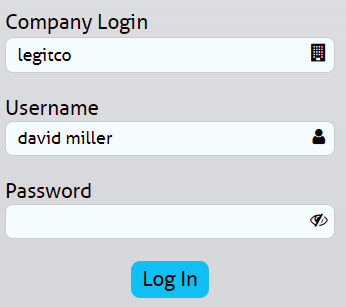 Company Login
legitco
Username
david miller
Password
Log In